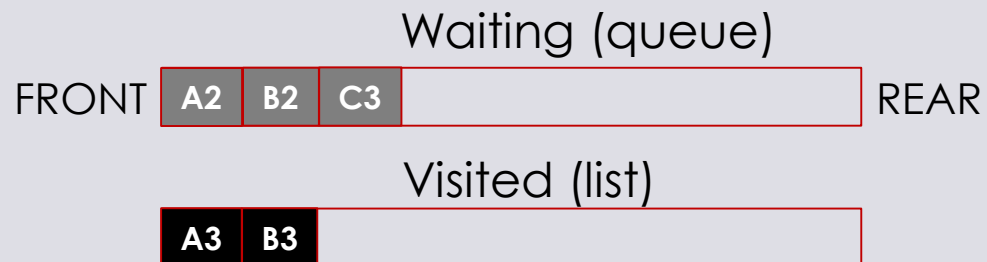 Waiting (queue)
FRONT A2 B2 C3 REAR
Visited (list)
A3 B3